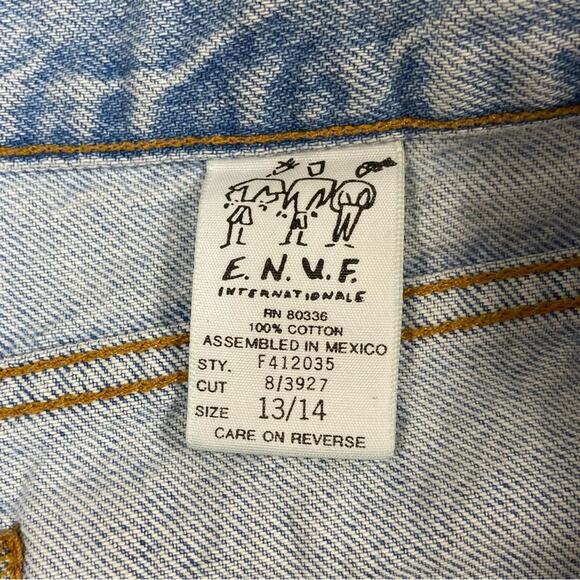 E.N.V.F.
INTERNATIONALE
RN 80336
100% COTTON
ASSEMBLED IN MEXICO
STY. F412035
CUT 8/3927
SIZE 13/14
CARE ON REVERSE